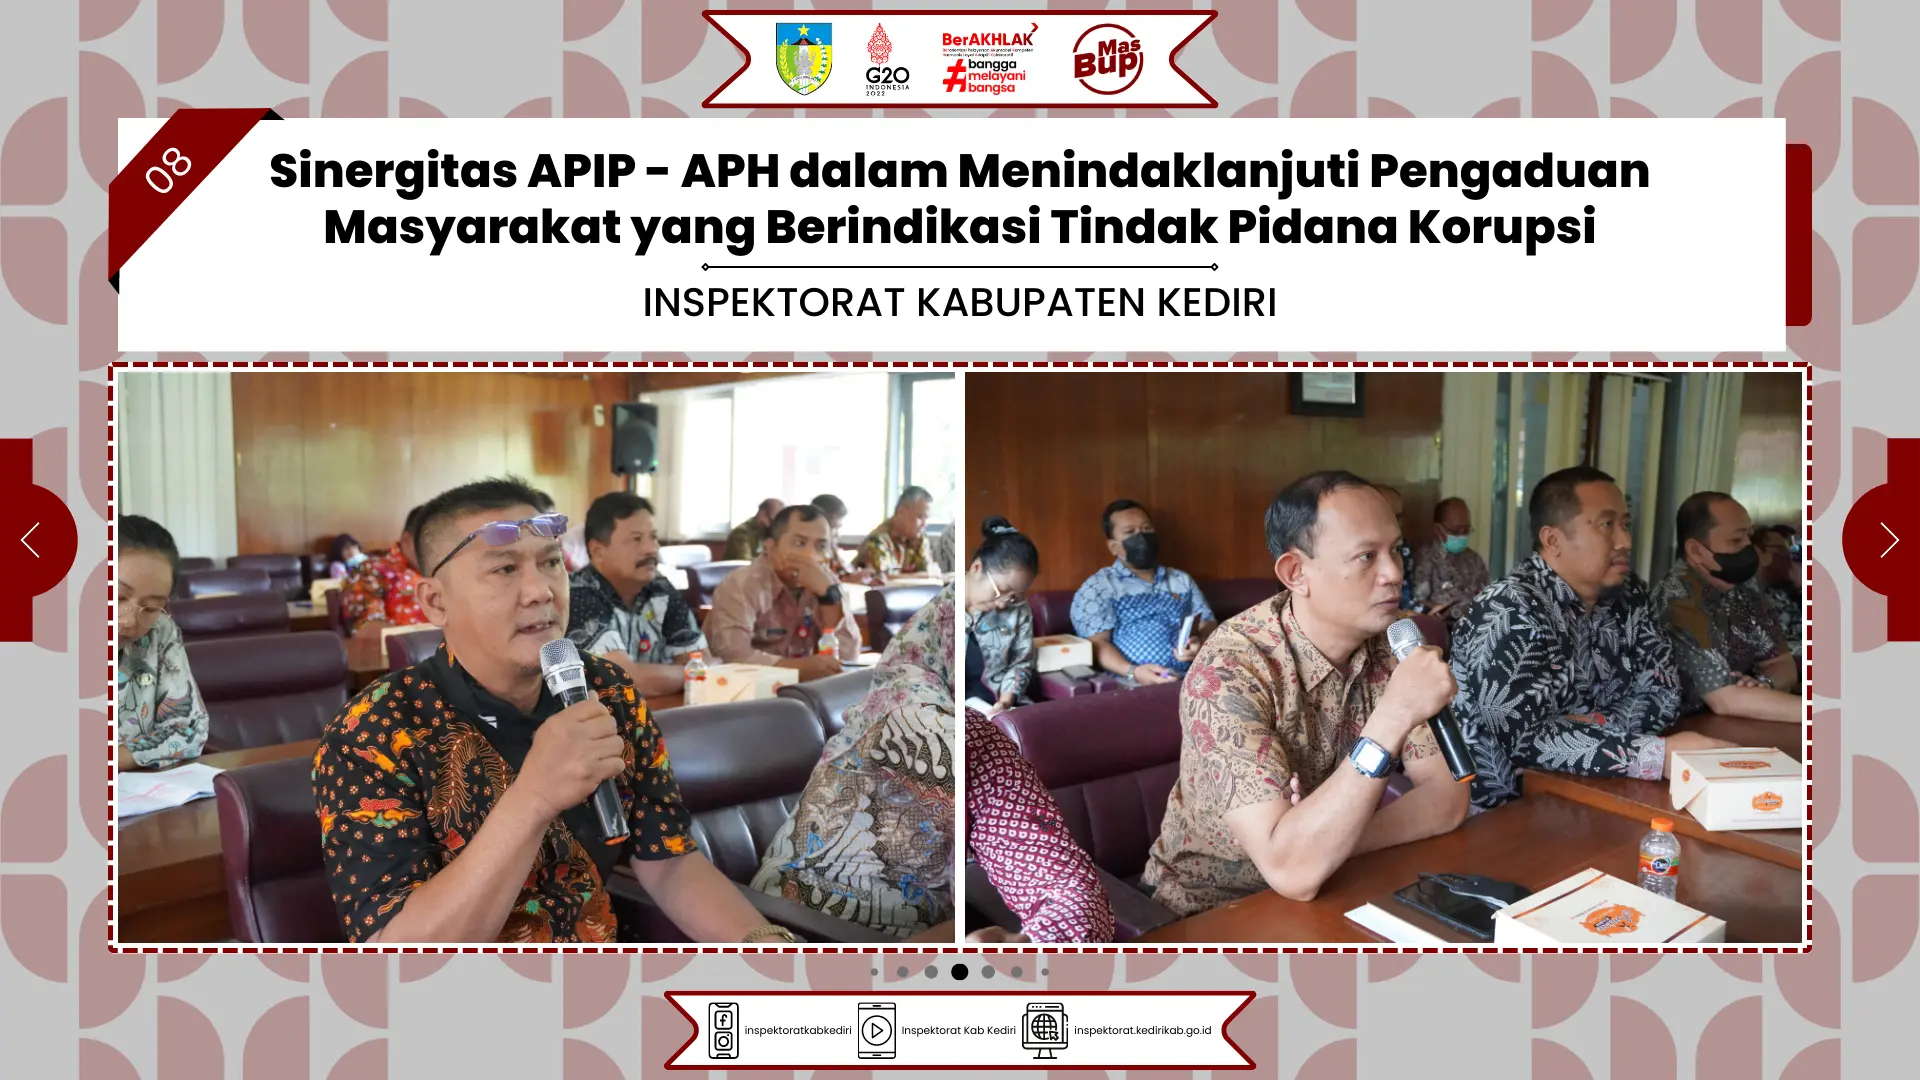 G20
INDONESIA
2022
BerAKHLAK
#bangga
melayani
bangsa
Mas
Bup
08
Sinergitas APIP - APH dalam Menindaklanjuti Pengaduan
Masyarakat yang Berindikasi Tindak Pidana Korupsi
INSPEKTORAT KABUPATEN KEDIRI
inspektoratkabkediri
Inspektorat Kab Kediri
inspektorat.kedirikab.go.id